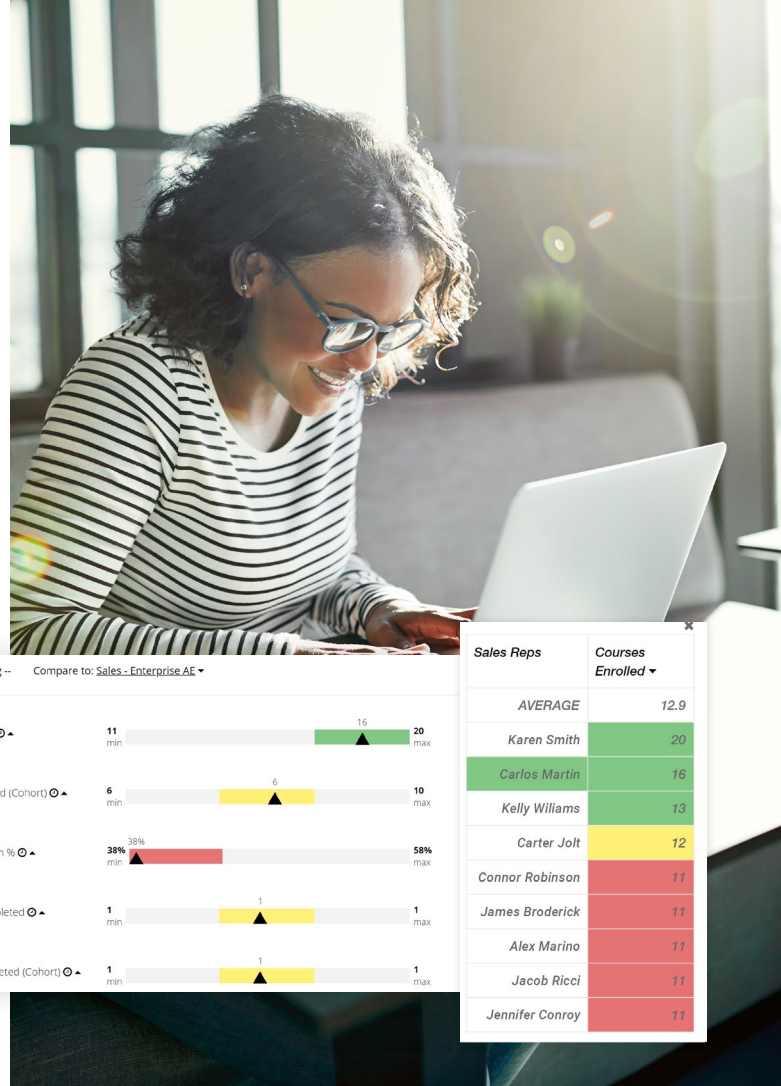 Compare to: Sales - Enterprise AE
16
11
min
20
max
6
d (Cohort)
6
min
10
max
38%
n %
38%
min
58%
max
1
leted
1
min
1
max
1
eted (Cohort)
1
min
1
max
Sales Reps Courses
Enrolled
AVERAGE 12.9
Karen Smith 20
Carlos Martin 16
Kelly Wiliams 13
Carter Jolt 12
Connor Robinson 11
James Broderick 11
Alex Marino 11
Jacob Ricci 11
Jennifer Conroy 11